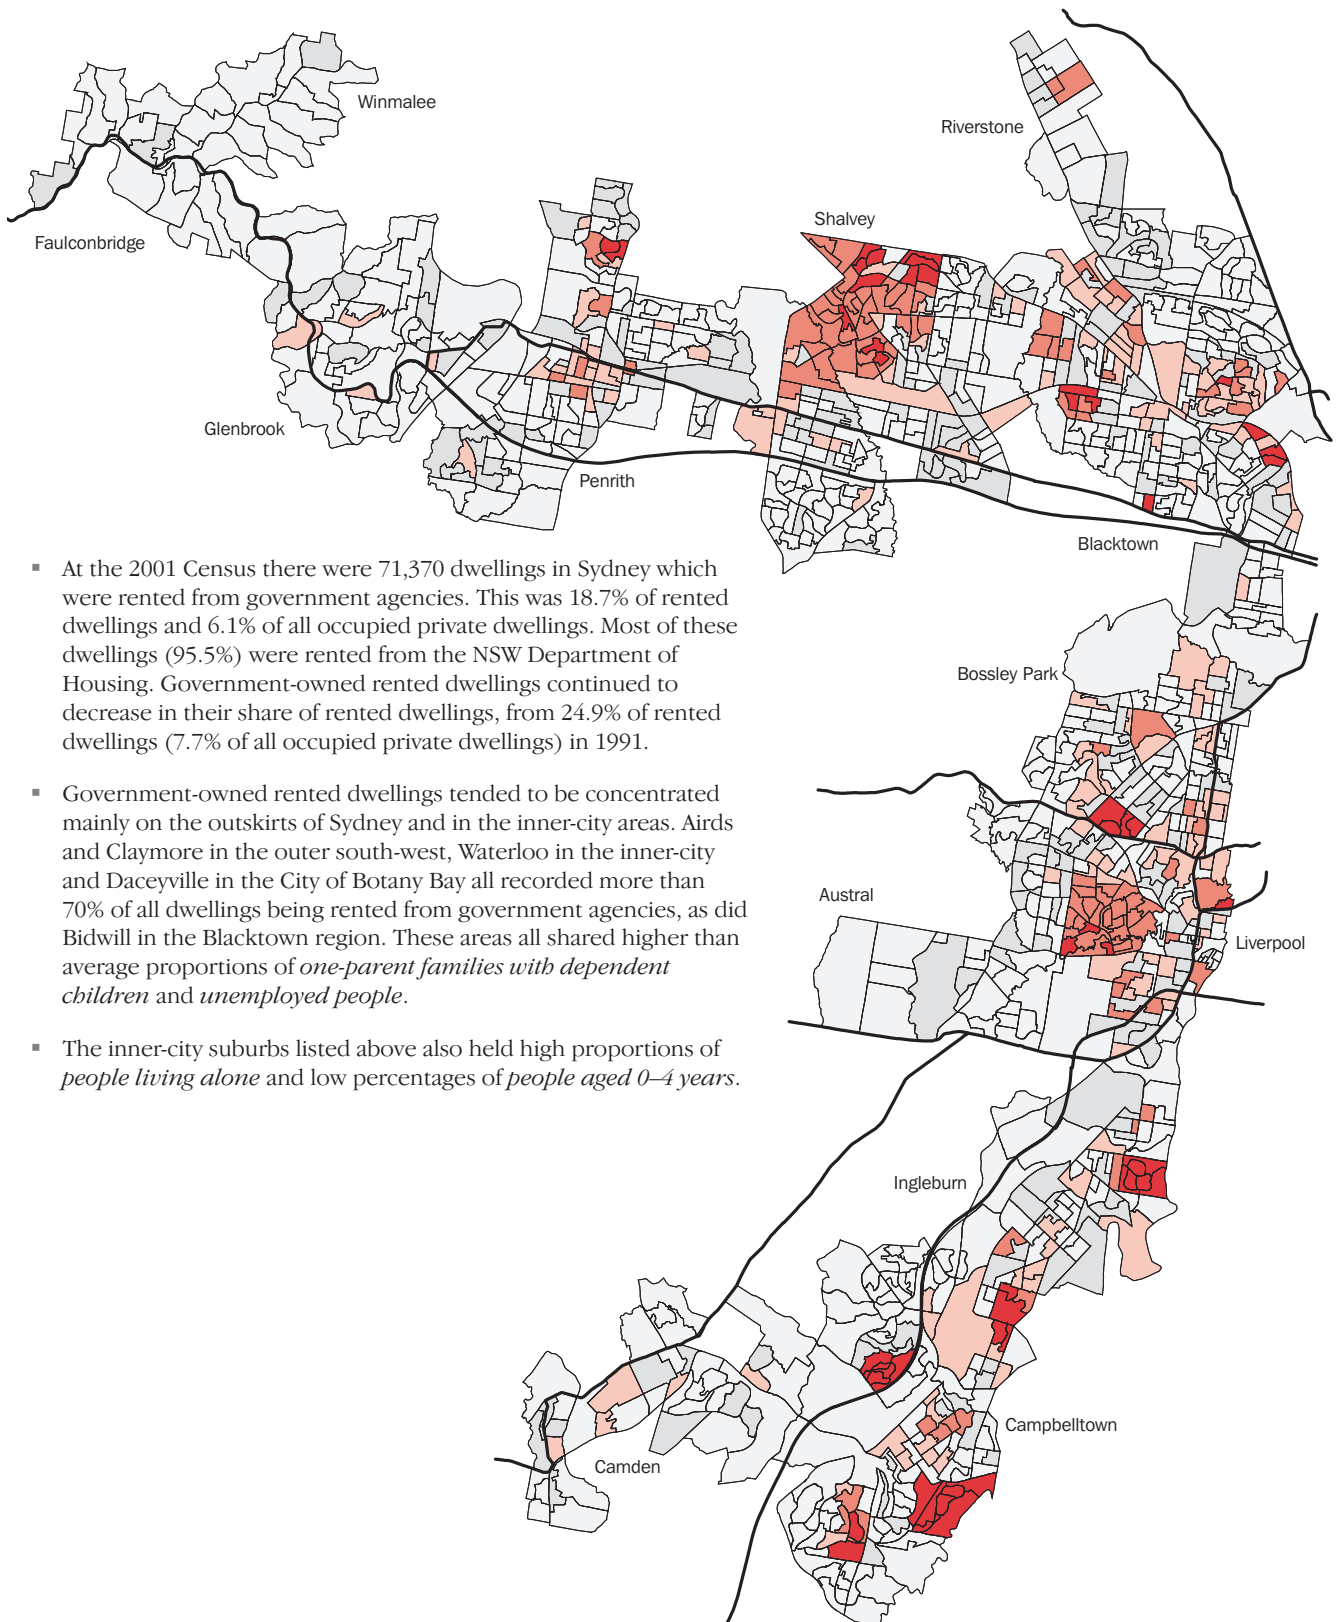 Winmalee
Riverstone
Shalvey
Faulconbridge
Glenbrook
Penrith
Blacktown
▪ At the 2001 Census there were 71,370 dwellings in Sydney which
were rented from government agencies. This was 18.7% of rented
dwellings and 6.1% of all occupied private dwellings. Most of these
dwellings (95.5%) were rented from the NSW Department of
Housing. Government-owned rented dwellings continued to
decrease in their share of rented dwellings, from 24.9% of rented
dwellings (7.7% of all occupied private dwellings) in 1991.
▪ Government-owned rented dwellings tended to be concentrated
mainly on the outskirts of Sydney and in the inner-city areas. Airds
and Claymore in the outer south-west, Waterloo in the inner-city
and Daceyville in the City of Botany Bay all recorded more than
70% of all dwellings being rented from government agencies, as did
Bidwill in the Blacktown region. These areas all shared higher than
average proportions of one-parent families with dependent
children and unemployed people.
▪ The inner-city suburbs listed above also held high proportions of
people living alone and low percentages of people aged 0–4 years.
Bossley Park
Austral
Liverpool
Ingleburn
Campbelltown
Camden